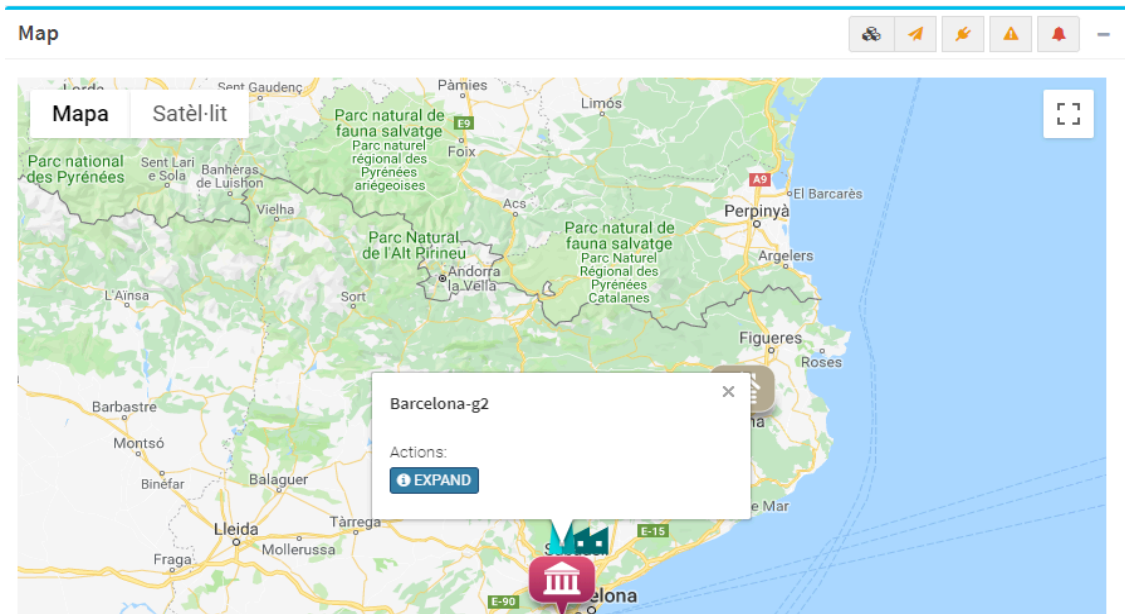 Map
Mapa
Satèl·lit
Sent Gaudenç
Pàmies
Limós
Parc natural de
fauna salvatge
Parc naturel
régional des
Pyrénées
ariégeoises
E9
Foix
Parc national
des Pyrénées
Sent Lari
e Sola
Banhèras
de Luishon
A9
El Barcarès
Vielha
Acs
Perpinyà
Parc natural de
fauna salvatge
Parc Naturel
Régional des
Pyrénées
Catalanes
Parc Natural
de l'Alt Pirineu
Argelers
Andorra
la Vella
L'Aïnsa
Sort
Figueres
Roses
Barcelona-g2
×
Barbastre
Actions:
EXPAND
Montsó
Binéfar
Balaguer
e Mar
Lleida
Tàrrega
E-15
Mollerussa
Fraga
E-90
elona